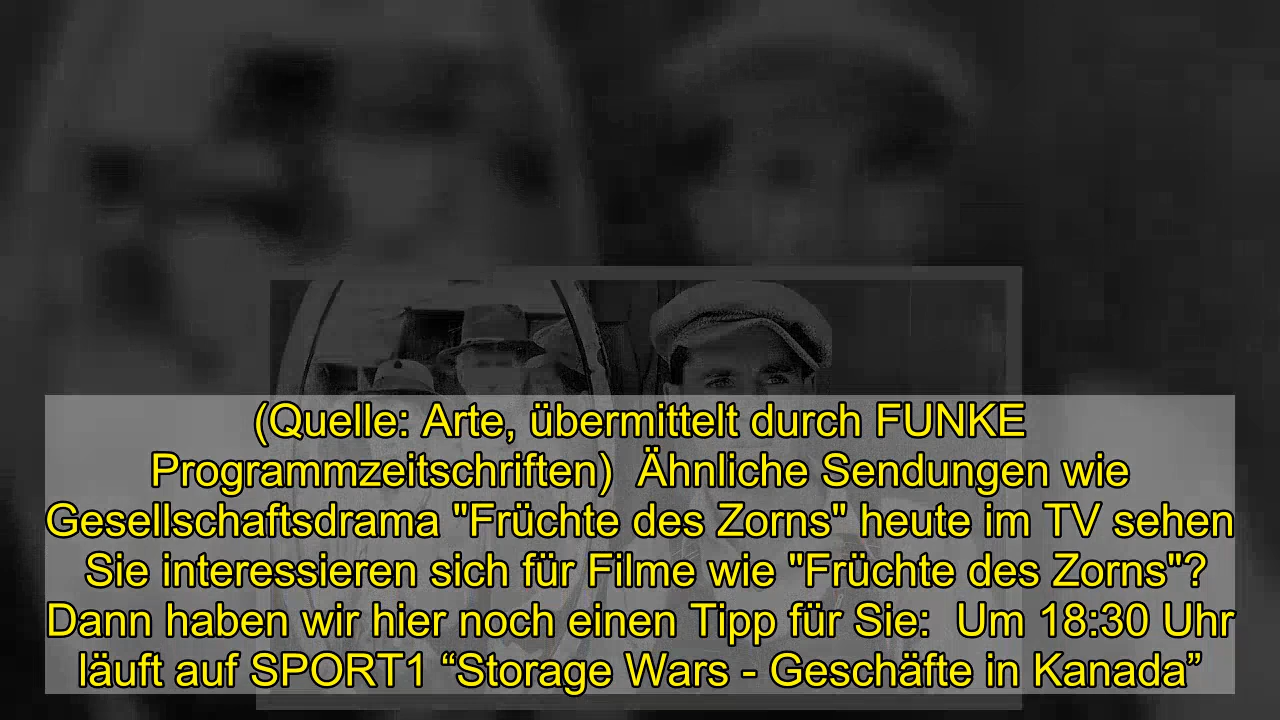 (Quelle: Arte, übermittelt durch FUNKE
Programmzeitschriften)  Ähnliche Sendungen wie
Gesellschaftsdrama "Früchte des Zorns" heute im TV sehen
Sie interessieren sich für Filme wie "Früchte des Zorns"?
Dann haben wir hier noch einen Tipp für Sie:  Um 18:30 Uhr
läuft auf SPORT1 “Storage Wars - Geschäfte in Kanada”